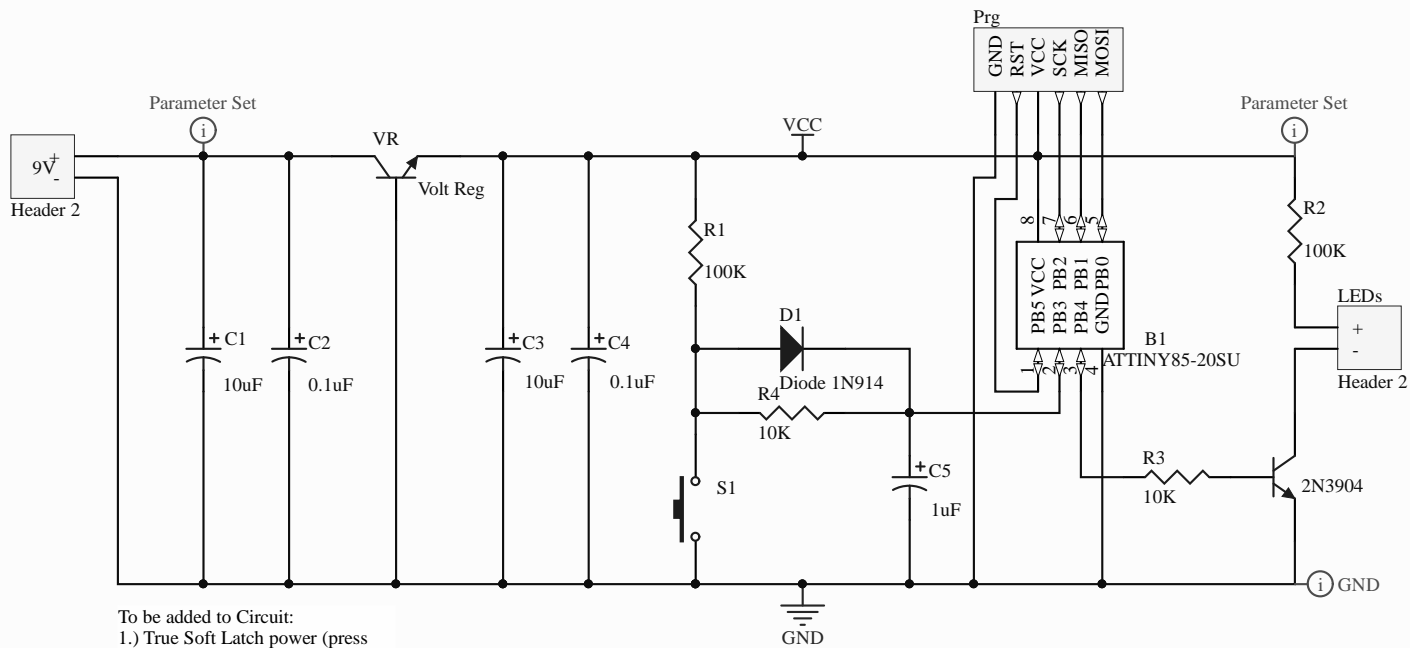 Prg
GND
RST
VCC
SCK
MISO
MOSI
Parameter Set
i
Parameter Set
i
VCC
VR
Volt Reg
9V
+
-
Header 2
R1
100K
R2
100K
8
7
6
5
PB5 VCC
PB3 PB2
PB4 PB1
GND PB0
1
2
3
4
B1
ATTINY85-20SU
LEDs
+
-
Header 2
+ C1
10uF
+ C2
0.1uF
+ C3
10uF
+ C4
0.1uF
D1
Diode 1N914
R4
10K
S1
+ C5
1uF
R3
10K
2N3904
i GND
GND
To be added to Circuit:
1.) True Soft Latch power (press